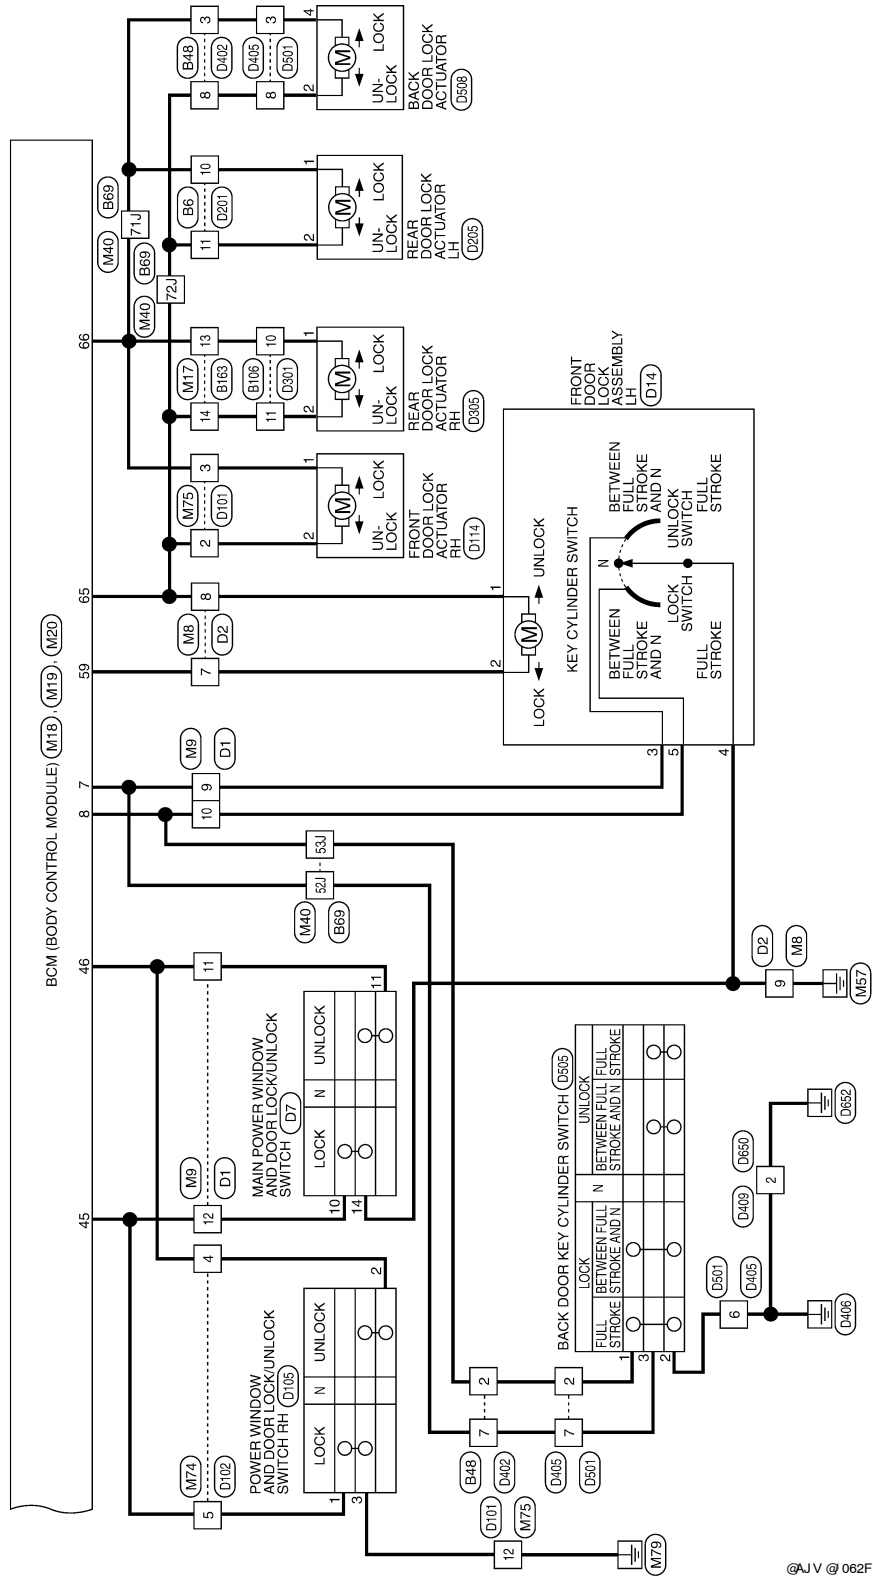 BCM (BODY CONTROL MODULE) M18 , M19 , M20
45
46
8
7
59
65
66
M74
D102
5
4
M9
D1
12
11
M9
D1
10
9
M8
D2
7
8
M75
D101
2
3
M17
B163
14
13
B106
D301
11
10
M40
B69
72J
M40
B69
71J
B6
D201
11
10
B48
D402
8
3
D405
D501
8
3
POWER WINDOW
AND DOOR LOCK/UNLOCK
SWITCH RH D105
LOCK
N
UNLOCK
1
3
2
MAIN POWER WINDOW
AND DOOR LOCK/UNLOCK
SWITCH D7
LOCK
N
UNLOCK
10
14
11
M40
B69
52J
53J
2
1
UN-
LOCK
M
LOCK
FRONT
DOOR LOCK
ACTUATOR
RH D114
2
1
UN-
LOCK
M
LOCK
REAR
DOOR LOCK
ACTUATOR
RH D305
2
1
UN-
LOCK
M
LOCK
REAR
DOOR LOCK
ACTUATOR
LH D205
2
4
UN-
LOCK
M
LOCK
BACK
DOOR LOCK
ACTUATOR
D508
FRONT
DOOR
LOCK
ASSEMBLY
LH D14
2
1
LOCK
M
UNLOCK
KEY CYLINDER SWITCH
BETWEEN
FULL
STROKE
AND N
N
BETWEEN
FULL
STROKE
AND N
LOCK
SWITCH
UNLOCK
SWITCH
FULL
STROKE
FULL
STROKE
3
5
4
B48
D402
7
2
D405
D501
7
2
BACK DOOR KEY CYLINDER SWITCH D505
LOCK
UNLOCK
FULL
STROKE
BETWEEN FULL
STROKE AND N
N
BETWEEN FULL
STROKE AND N
FULL
STROKE
1
3
2
D101
M75
12
M79
D501
D405
6
D406
D409
D650
2
D652
D2
M8
9
M57
@AJ V @ 062F